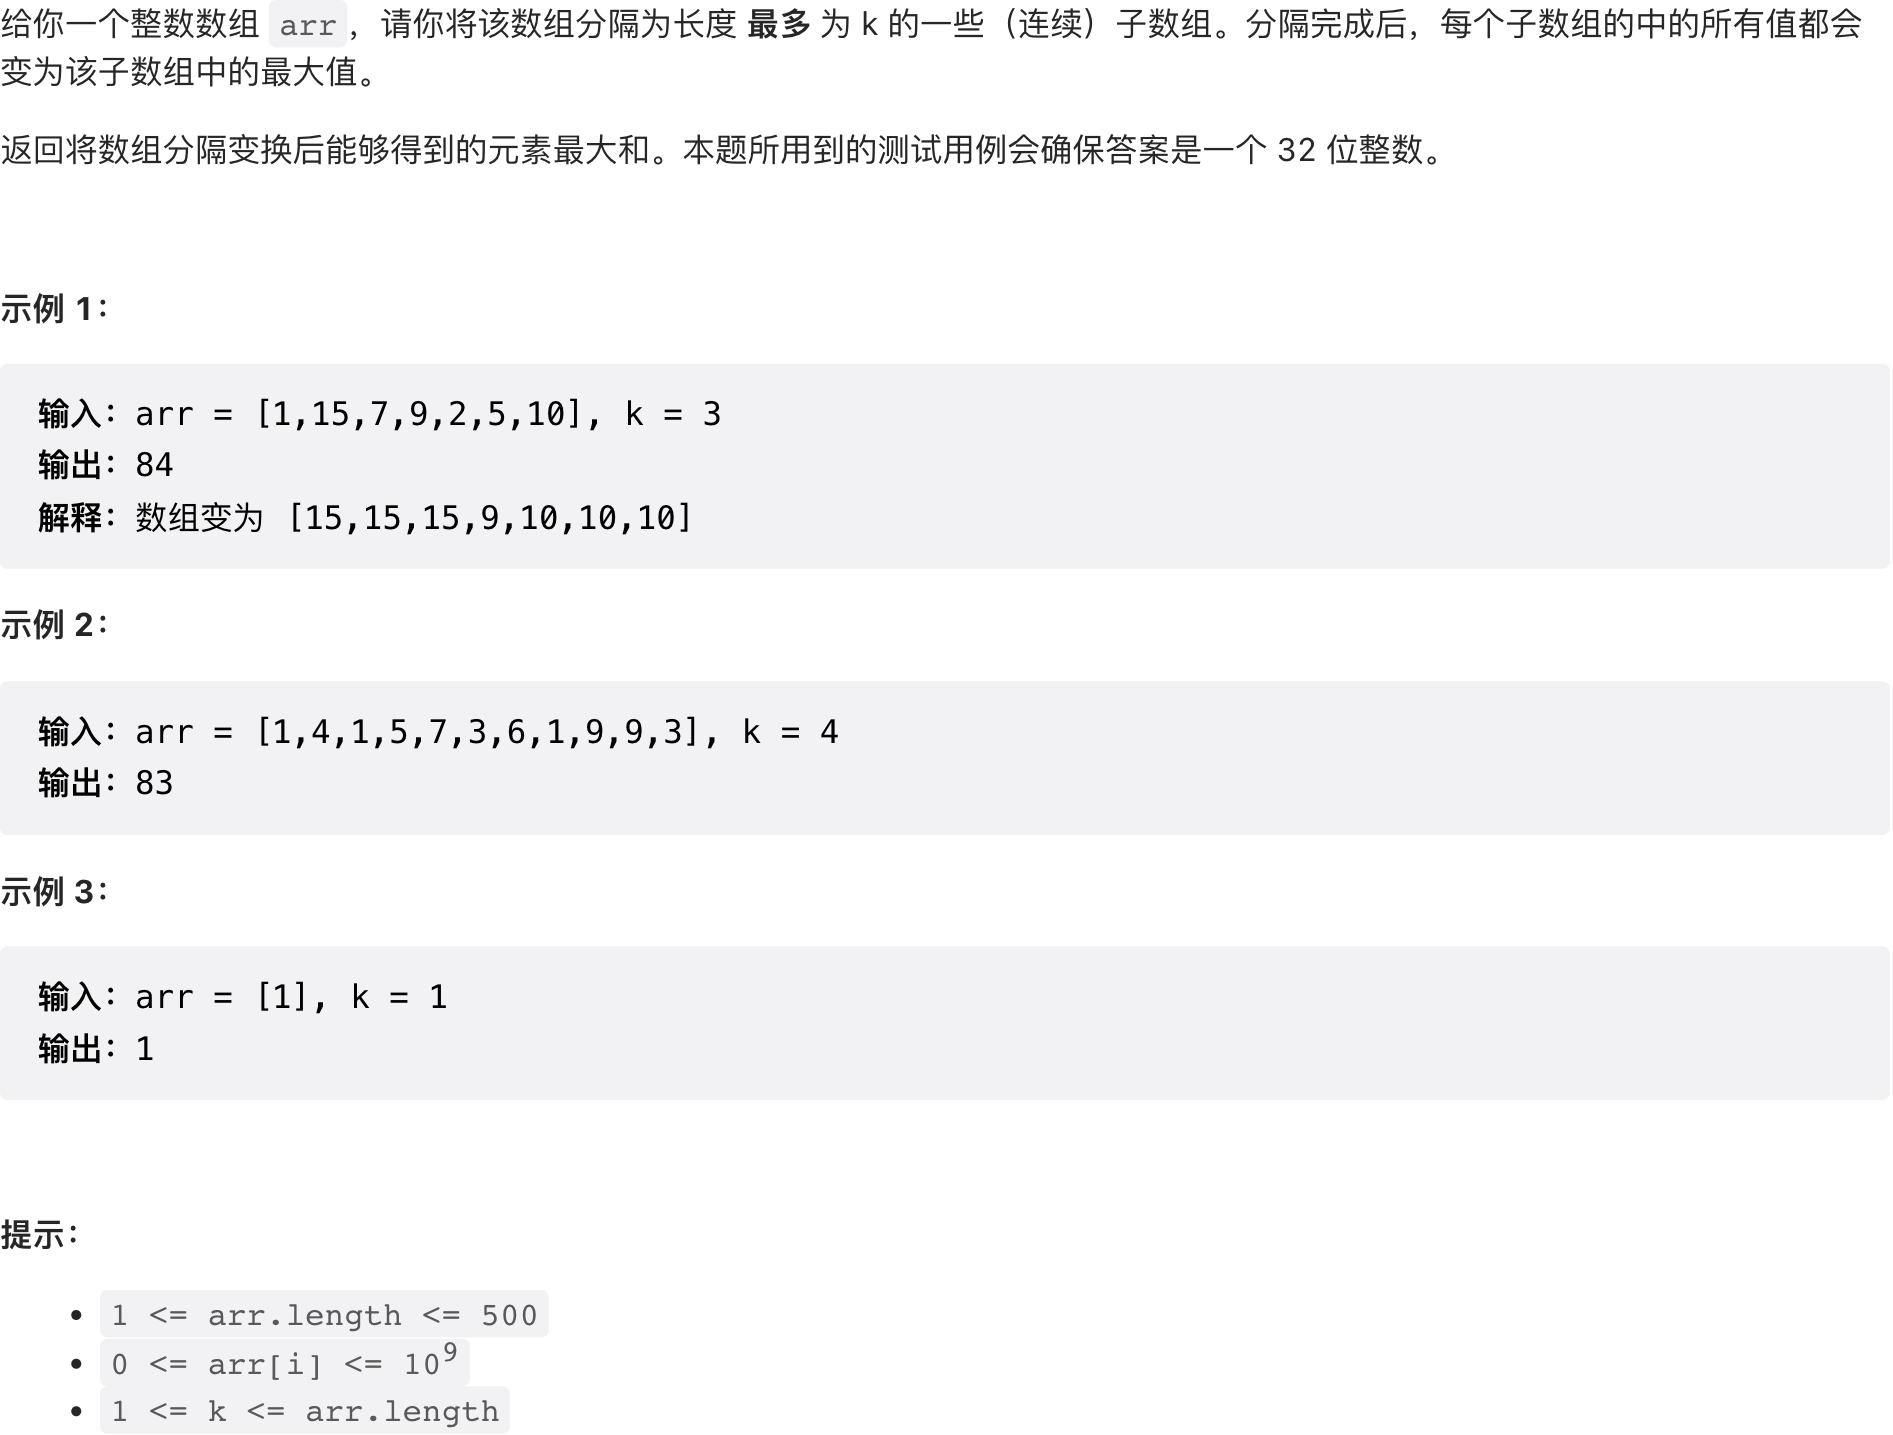 给你一个整数数组 arr，请你将该数组分隔为长度 最多 为 k 的一些（连续）子数组。分隔完成后，每个子数组的中的所有值都会
变为该子数组中的最大值。
返回将数组分隔变换后能够得到的元素最大和。本题所用到的测试用例会确保答案是一个 32 位整数。
示例 1：
输入：arr = [1,15,7,9,2,5,10], k = 3
输出：84
解释：数组变为 [15,15,15,9,10,10,10]
示例 2：
输入：arr = [1,4,1,5,7,3,6,1,9,9,3], k = 4
输出：83
示例 3：
输入：arr = [1], k = 1
输出：1
提示：
• 1 <= arr.length <= 500
• 0 <= arr[i] <= 10⁹
• 1 <= k <= arr.length